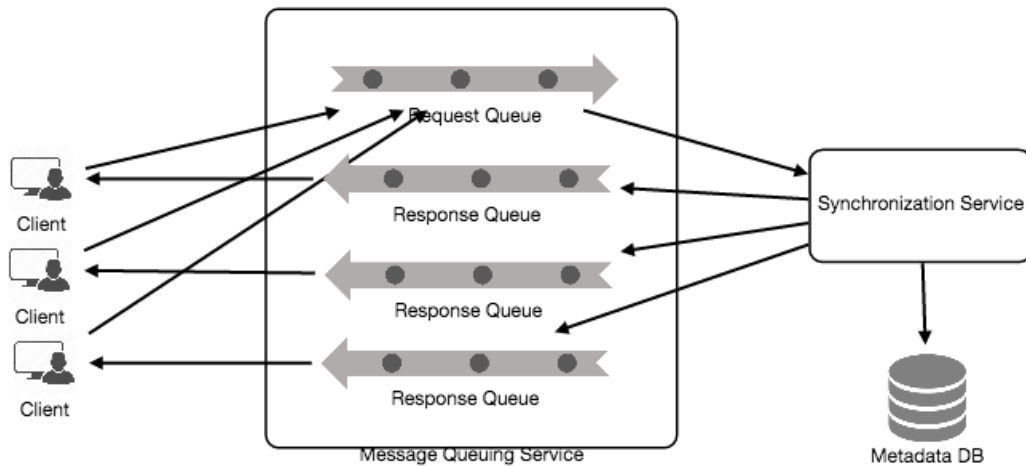 Request Queue
Client
Response Queue
Synchronization Service
Client
Response Queue
Client
Response Queue
Message Queuing Service
Metadata DB